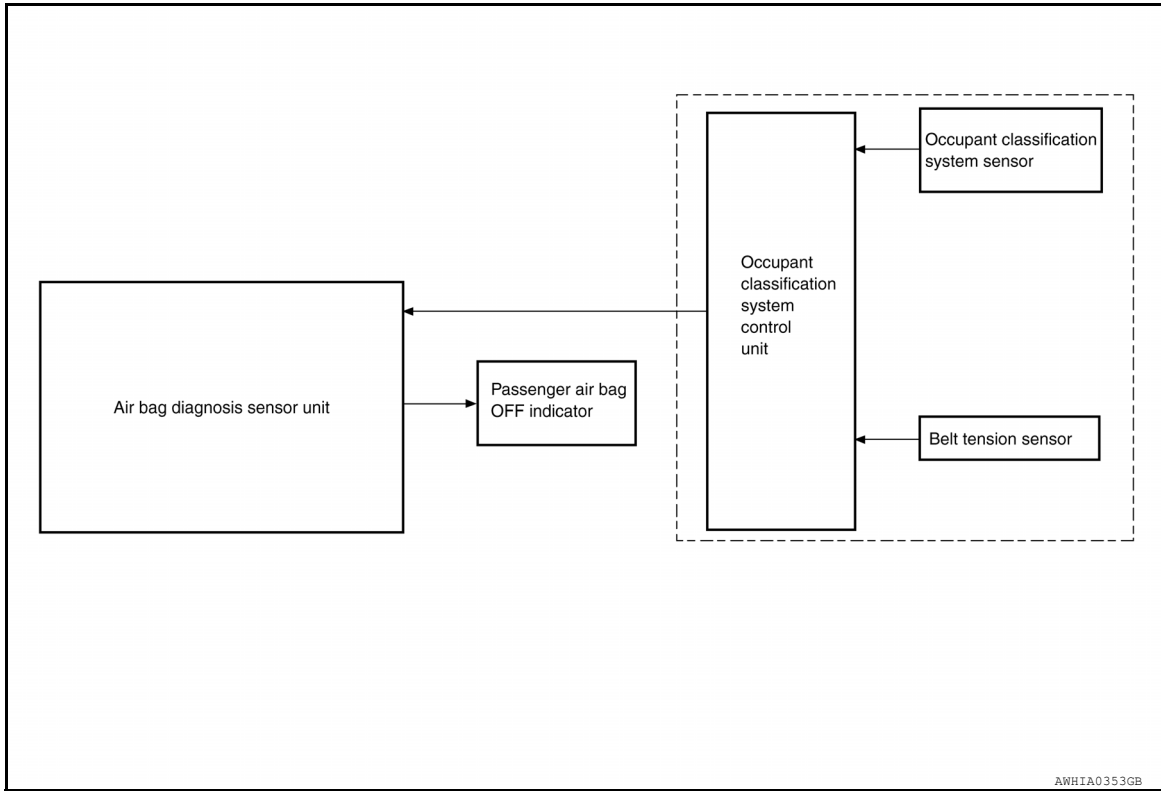 Occupant classification
system sensor
Occupant
classification
system
control
unit
Air bag diagnosis sensor unit
Passenger air bag
OFF indicator
Belt tension sensor
AWHIA0353GB